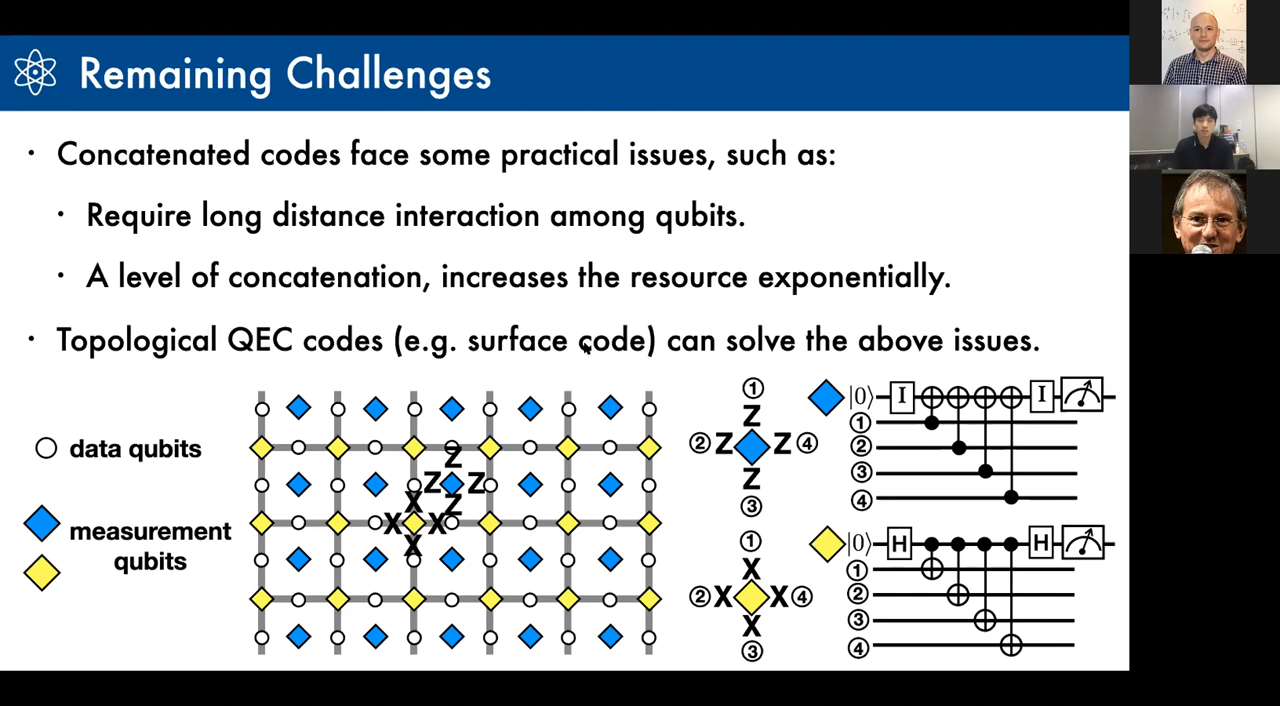 Remaining Challenges
· Concatenated codes face some practical issues, such as:
· Require long distance interaction among qubits.
· A level of concatenation, increases the resource exponentially.
· Topological QEC codes (e.g. surface code) can solve the above issues.
data qubits
measurement
qubits
Z
Z Z
Z
X
X X
X
①
Z
② Z Z ④
Z
③
①
X
② X X ④
X
③
|0⟩ I I
①
②
③
④
|0⟩ H H
①
②
③
④